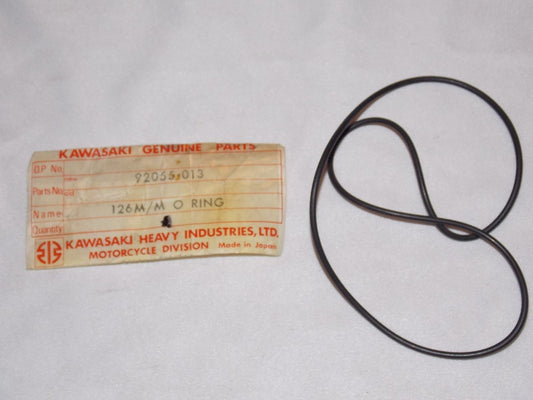 KAWASAKI GENUINE PARTS
O.P No.
92055-013
Parts No.
126M/M O RING
Name
Quantity
KAWASAKI HEAVY INDUSTRIES, LTD.
MOTORCYCLE DIVISION Made in Japan